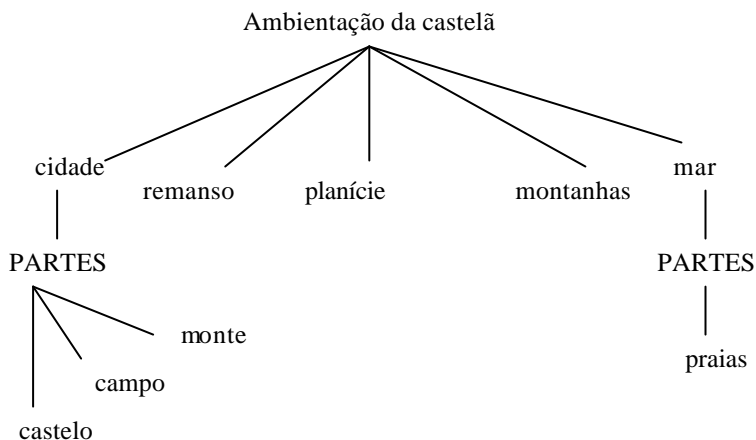 Ambientação da castelã
cidade
remanso
planície
montanhas
mar
PARTES
PARTES
monte
campo
castelo
praias